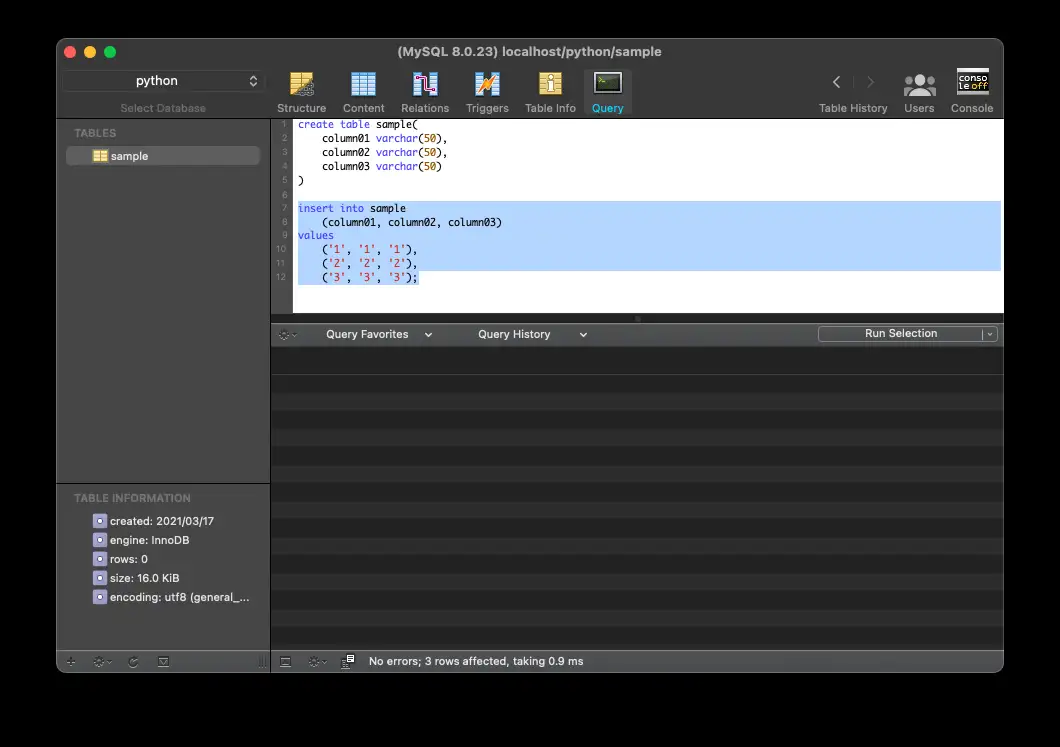 (MySQL 8.0.23) localhost/python/sample
python
Select Database
Structure
Content
Relations
Triggers
Table Info
Query
Table History
Users
conso
le off
Console
TABLES
sample
1 create table sample(
2 column01 varchar(50),
3 column02 varchar(50),
4 column03 varchar(50)
5 )
6
7 insert into sample
8 (column01, column02, column03)
9 values
10 ('1', '1', '1'),
11 ('2', '2', '2'),
12 ('3', '3', '3');
Query Favorites
Query History
Run Selection
TABLE INFORMATION
created: 2021/03/17
engine: InnoDB
rows: 0
size: 16.0 KiB
encoding: utf8 (general_...
No errors; 3 rows affected, taking 0.9 ms